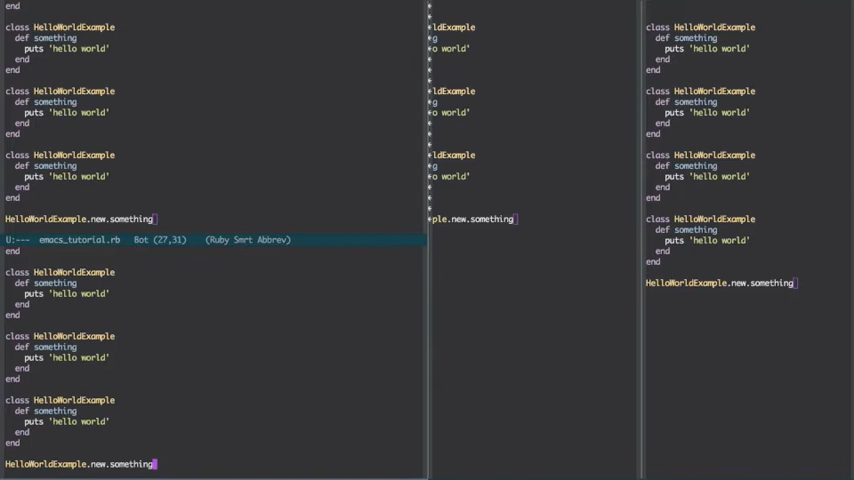 end
class HelloWorldExample
  def something
    puts 'hello world'
  end
end
class HelloWorldExample
  def something
    puts 'hello world'
  end
end
class HelloWorldExample
  def something
    puts 'hello world'
  end
end
HelloWorldExample.new.something
U:---  emacs_tutorial.rb   Bot (27,31)    (Ruby Smrt Abbrev)
end
class HelloWorldExample
  def something
    puts 'hello world'
  end
end
class HelloWorldExample
  def something
    puts 'hello world'
  end
end
class HelloWorldExample
  def something
    puts 'hello world'
  end
end
HelloWorldExample.new.something
ldExample
g
o world'
ldExample
g
o world'
ldExample
g
o world'
ple.new.something
class HelloWorldExample
  def something
    puts 'hello world'
  end
end
class HelloWorldExample
  def something
    puts 'hello world'
  end
end
class HelloWorldExample
  def something
    puts 'hello world'
  end
end
class HelloWorldExample
  def something
    puts 'hello world'
  end
end
HelloWorldExample.new.something